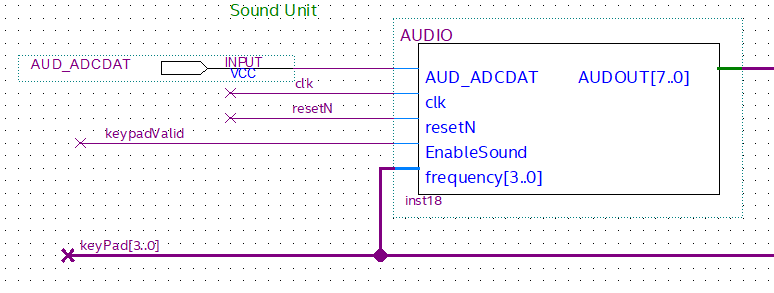 Sound Unit
AUDIO
AUD_ADCDAT
INPUT
VCC
AUD_ADCDAT AUDOUT[7..0]
clk
clk
resetN
resetN
keypadValid
EnableSound
frequency[3..0]
inst18
keyPad[3..0]